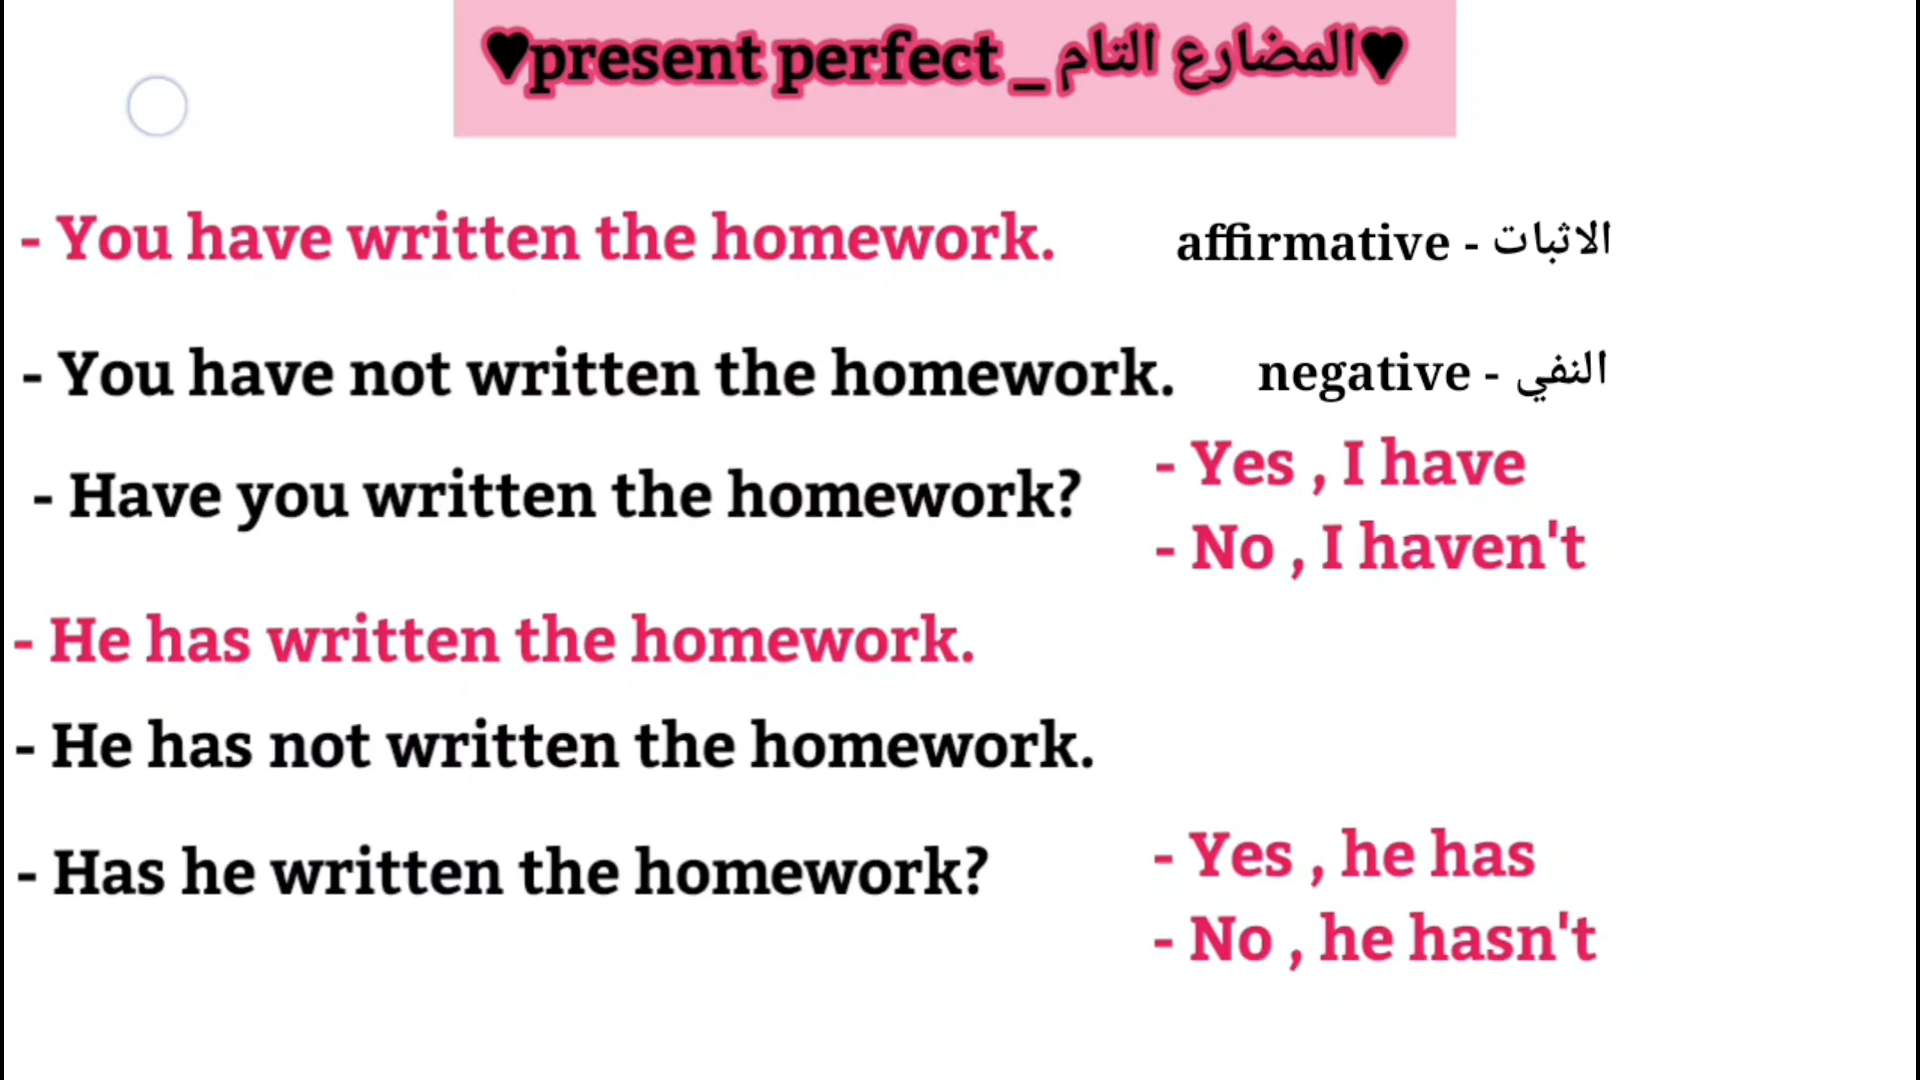 ♥present perfect _ المضارع التام♥
- You have written the homework.
affirmative - الاثبات
- You have not written the homework.
negative - النفي
- Have you written the homework?
- Yes , I have
- No , I haven't
- He has written the homework.
- He has not written the homework.
- Has he written the homework?
- Yes , he has
- No , he hasn't